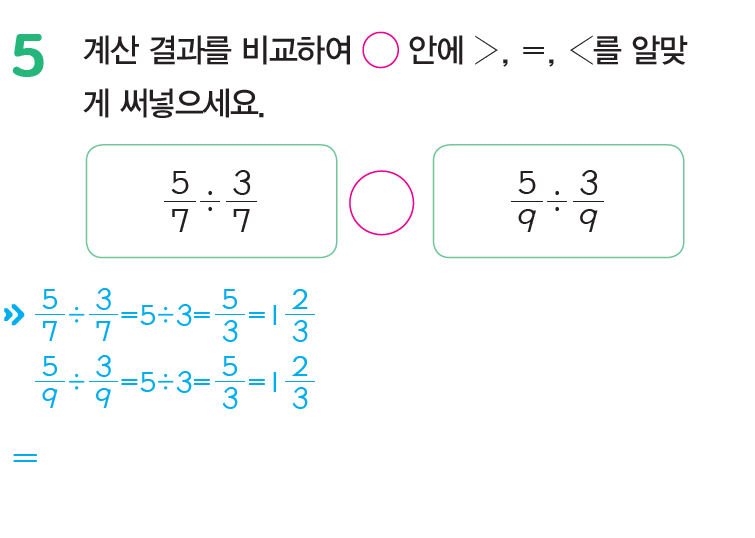 5 계산 결과를 비교하여 ○ 안에 >, =, <를 알맞
게 써넣으세요.
5/7 ÷ 3/7 ○ 5/9 ÷ 3/9
» 5/7 ÷ 3/7 = 5÷3 = 5/3 = 1 2/3
5/9 ÷ 3/9 = 5÷3 = 5/3 = 1 2/3
=